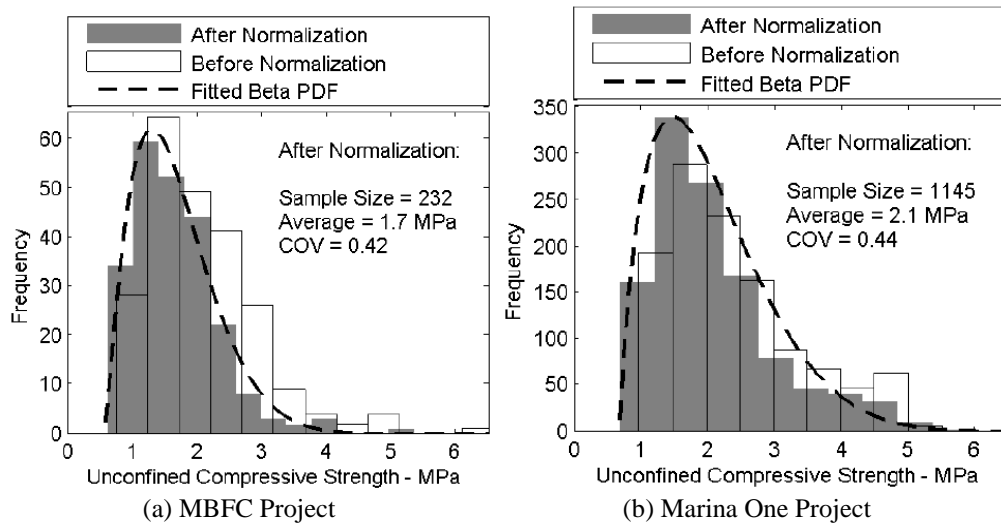 After Normalization
Before Normalization
Fitted Beta PDF
60
50
40
30
20
10
0
Frequency
After Normalization:
Sample Size = 232
Average = 1.7 MPa
COV = 0.42
0 1 2 3 4 5 6
Unconfined Compressive Strength - MPa
(a) MBFC Project
After Normalization
Before Normalization
Fitted Beta PDF
350
300
250
200
150
100
50
0
Frequency
After Normalization:
Sample Size = 1145
Average = 2.1 MPa
COV = 0.44
0 1 2 3 4 5 6
Unconfined Compressive Strength - MPa
(b) Marina One Project